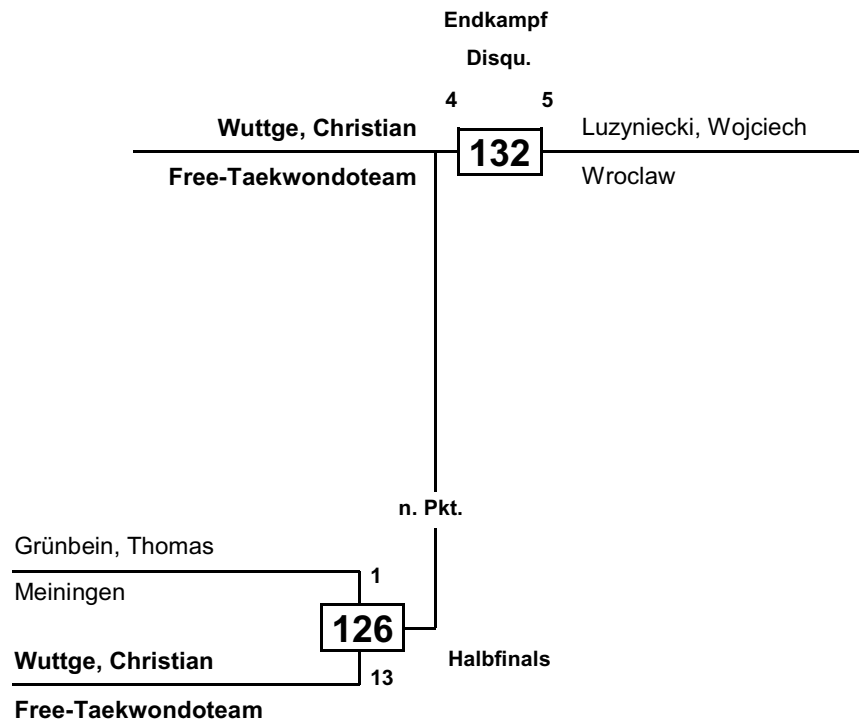 Endkampf
Disqu.
4 5
Wuttge, Christian 132 Luzyniecki, Wojciech
Free-Taekwondoteam Wroclaw
n. Pkt.
Grünbein, Thomas
1
Meiningen
126
Wuttge, Christian Halbfinals
13
Free-Taekwondoteam